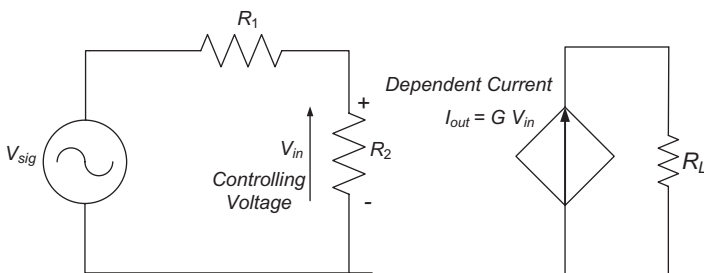 R1
Vsig
Vin
Controlling
Voltage
+
R2
-
Dependent Current
Iout = G Vin
RL